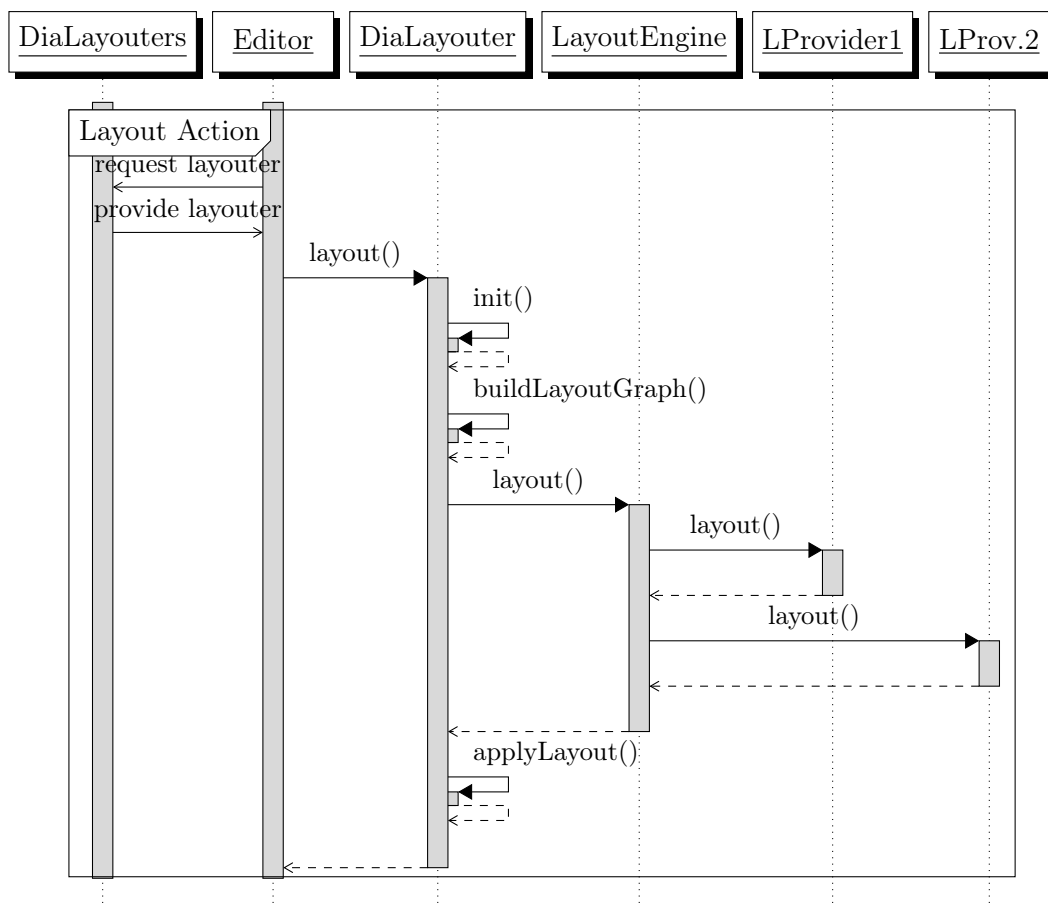 DiaLayouters
Editor
DiaLayouter
LayoutEngine
LProvider1
LProv.2
Layout Action
request layouter
provide layouter
layout()
init()
buildLayoutGraph()
layout()
layout()
layout()
applyLayout()